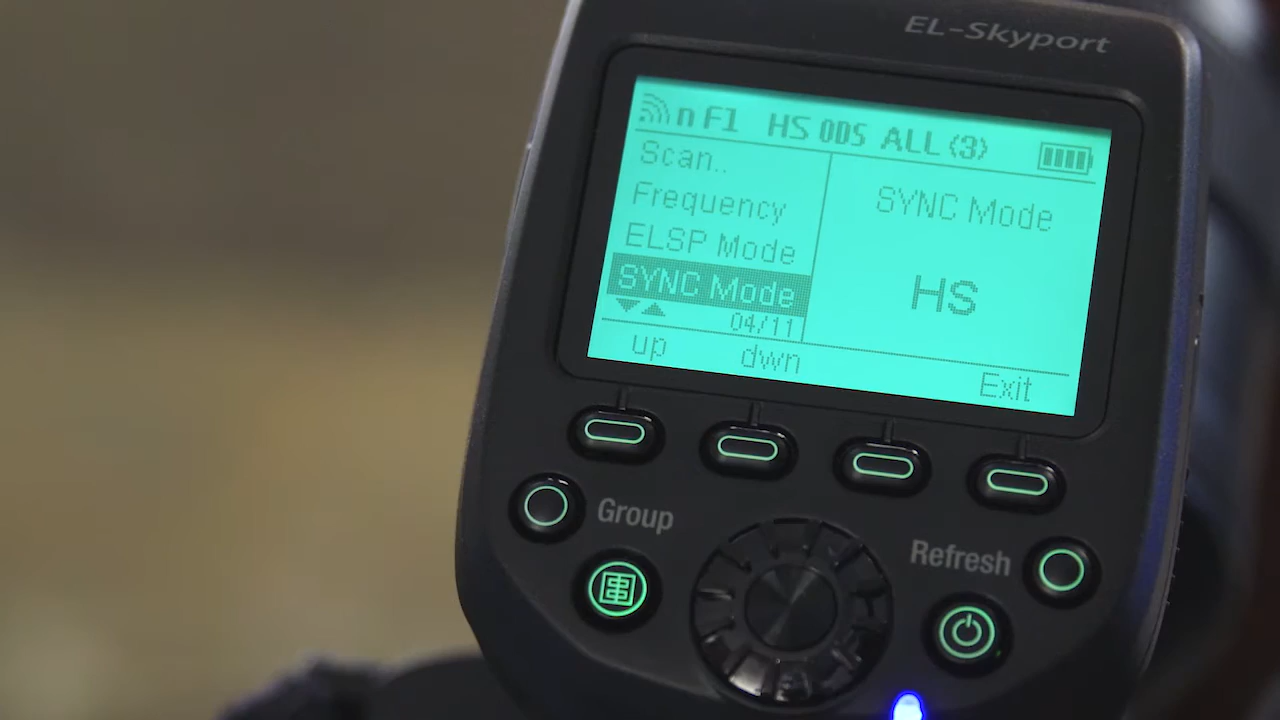 EL-Skyport
n F1 HS ODS ALL (3)
Scan..
Frequency
ELSP Mode
SYNC Mode
04/11
SYNC Mode
HS
up dwn Exit
Group
Refresh